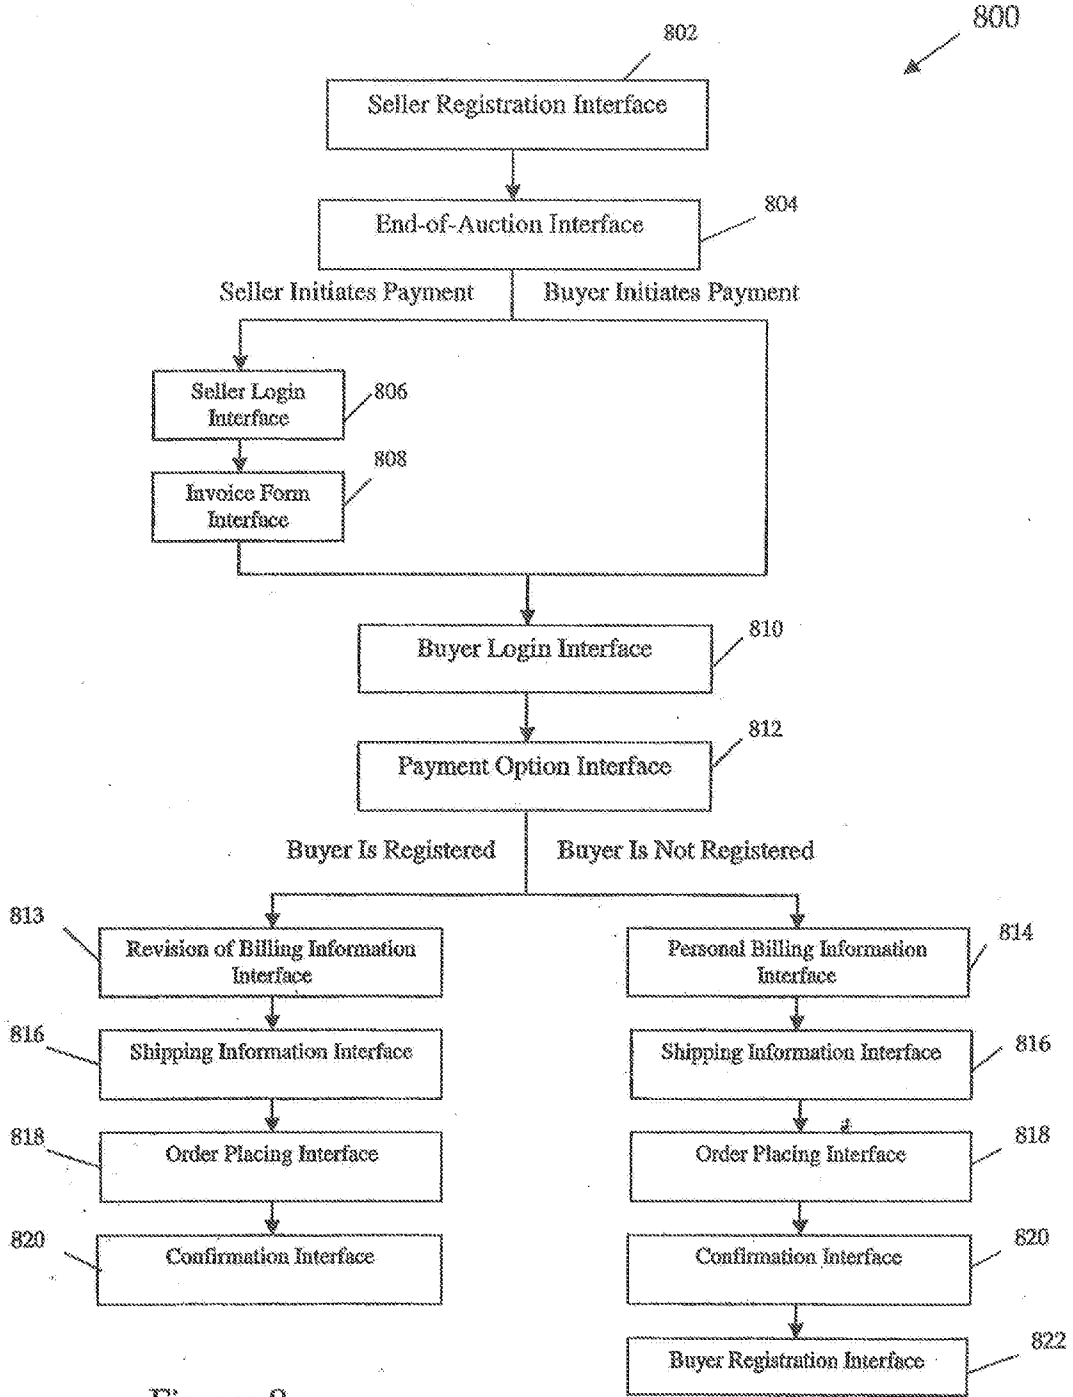 800
802
Seller Registration Interface
804
End-of-Auction Interface
Seller Initiates Payment
Buyer Initiates Payment
Seller Login
Interface
806
808
Invoice Form
Interface
810
Buyer Login Interface
812
Payment Option Interface
Buyer Is Registered
Buyer Is Not Registered
813
Revision of Billing Information
Interface
816
Shipping Information Interface
818
Order Placing Interface
820
Confirmation Interface
814
Personal Billing Information
Interface
816
Shipping Information Interface
818
Order Placing Interface
820
Confirmation Interface
822
Buyer Registration Interface